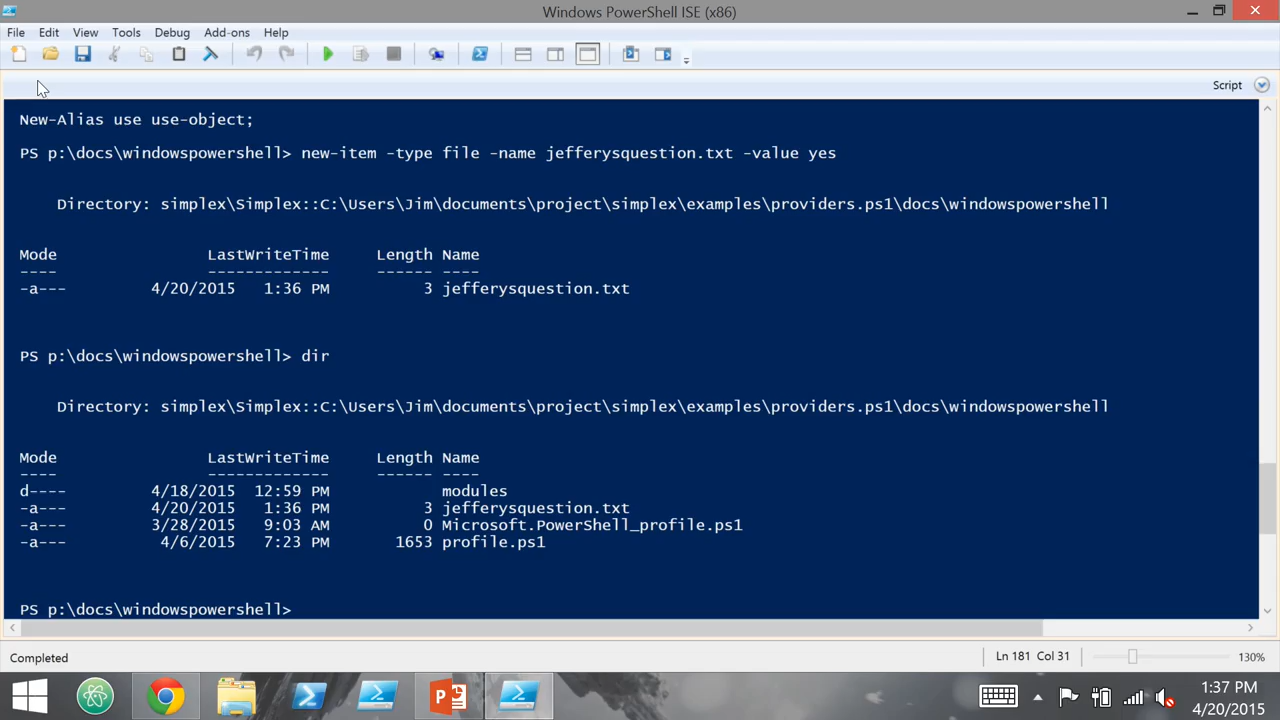 Windows PowerShell ISE (x86)
File Edit View Tools Debug Add-ons Help
Script
New-Alias use use-object;
PS p:\docs\windowspowershell> new-item -type file -name jefferysquestion.txt -value yes
Directory: simplex\Simplex::C:\Users\Jim\documents\project\simplex\examples\providers.ps1\docs\windowspowershell
Mode LastWriteTime Length Name
---- ------------- ------ ----
-a--- 4/20/2015 1:36 PM 3 jefferysquestion.txt
PS p:\docs\windowspowershell> dir
Directory: simplex\Simplex::C:\Users\Jim\documents\project\simplex\examples\providers.ps1\docs\windowspowershell
Mode LastWriteTime Length Name
---- ------------- ------ ----
d---- 4/18/2015 12:59 PM modules
-a--- 4/20/2015 1:36 PM 3 jefferysquestion.txt
-a--- 3/28/2015 9:03 AM 0 Microsoft.PowerShell_profile.ps1
-a--- 4/6/2015 7:23 PM 1653 profile.ps1
PS p:\docs\windowspowershell>
Completed Ln 181 Col 31 130%
1:37 PM
4/20/2015